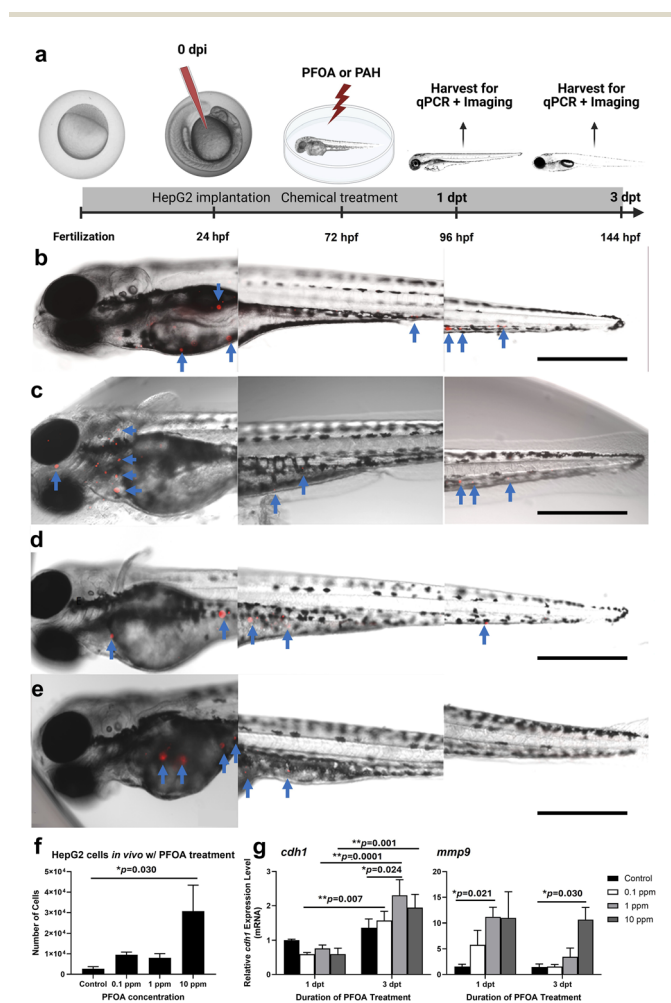 a
0 dpi
PFOA or PAH
Harvest for
qPCR + Imaging
Harvest for
qPCR + Imaging
HepG2 implantation
Chemical treatment
1 dpt
3 dpt
Fertilization
24 hpf
72 hpf
96 hpf
144 hpf
b
c
d
e
f
HepG2 cells in vivo w/ PFOA treatment
*p=0.030
Number of Cells
5×10⁴
4×10⁴
3×10⁴
2×10⁴
1×10⁴
0
Control 0.1 ppm 1 ppm 10 ppm
PFOA concentration
g
cdh1
**p=0.001
**p=0.0001
*p=0.024
**p=0.007
Relative cdh1 Expression Level
(mRNA)
3
2
1
0
1 dpt
3 dpt
Duration of PFOA Treatment
mmp9
*p=0.021
*p=0.030
20
15
10
5
0
1 dpt
3 dpt
Duration of PFOA Treatment
Control
0.1 ppm
1 ppm
10 ppm